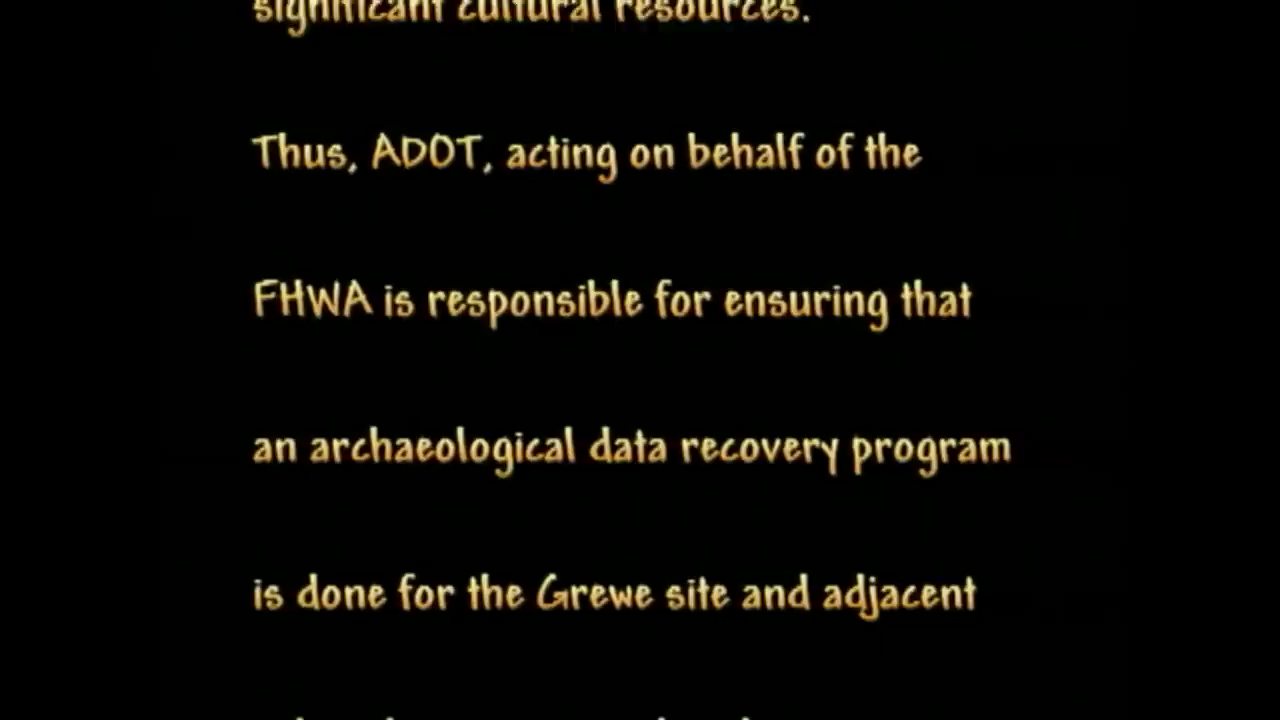 significant cultural resources.
Thus, ADOT, acting on behalf of the
FHWA is responsible for ensuring that
an archaeological data recovery program
is done for the Grewe site and adjacent